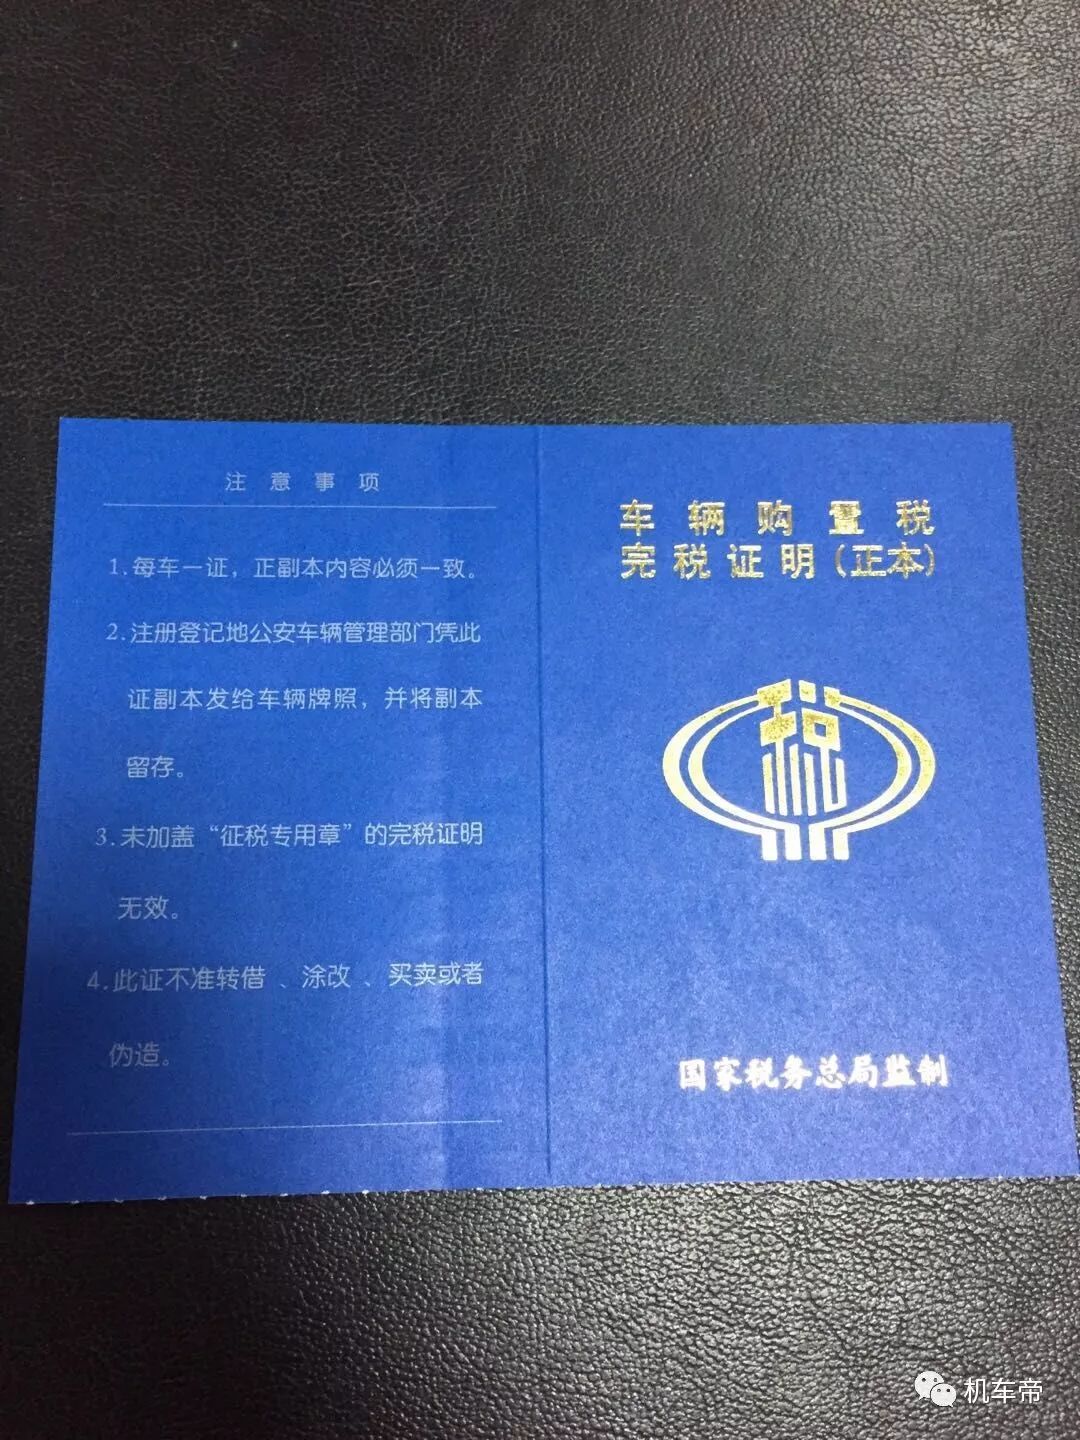 注意事项
1.每车一证，正副本内容必须一致。
2.注册登记地公安车辆管理部门凭此
证副本发给车辆牌照，并将副本
留存。
3.未加盖“征税专用章”的完税证明
无效。
4.此证不准转借、涂改、买卖或者
伪造。
车辆购置税
完税证明(正本)
税
国家税务总局监制
机车帝